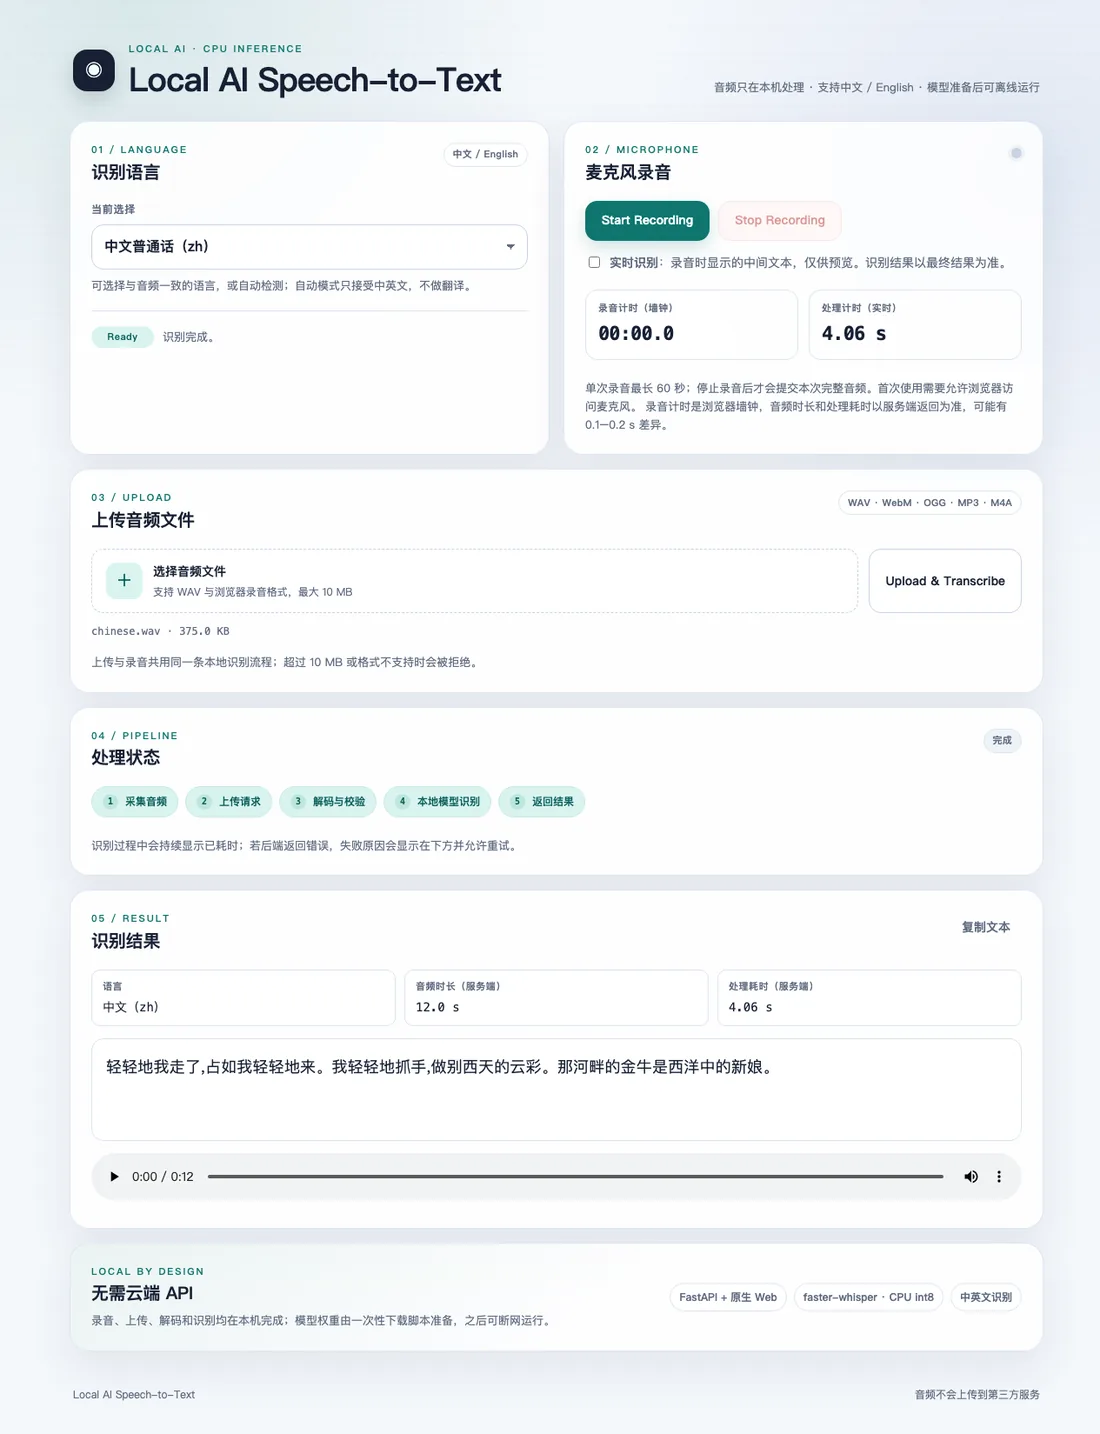 LOCAL AI · CPU INFERENCE
Local AI Speech-to-Text
音频只在本机处理 · 支持中文 / English · 模型准备后可离线运行
01 / LANGUAGE
识别语言
中文 / English
当前选择
中文普通话（zh）
可选择与音频一致的语言，或自动检测；自动模式只接受中英文，不做翻译。
Ready
识别完成。
02 / MICROPHONE
麦克风录音
Start Recording
Stop Recording
实时识别：录音时显示的中间文本，仅供预览。识别结果以最终结果为准。
录音计时（墙钟）
00:00.0
处理计时（实时）
4.06 s
单次录音最长 60 秒；停止录音后才会提交本次完整音频。首次使用需要允许浏览器访
问麦克风。 录音计时是浏览器墙钟，音频时长和处理耗时以服务端返回为准，可能有
0.1–0.2 s 差异。
03 / UPLOAD
上传音频文件
WAV · WebM · OGG · MP3 · M4A
选择音频文件
支持 WAV 与浏览器录音格式，最大 10 MB
Upload & Transcribe
chinese.wav · 375.0 KB
上传与录音共用同一条本地识别流程；超过 10 MB 或格式不支持时会被拒绝。
04 / PIPELINE
处理状态
完成
1 采集音频
2 上传请求
3 解码与校验
4 本地模型识别
5 返回结果
识别过程中会持续显示已耗时；若后端返回错误，失败原因会显示在下方并允许重试。
05 / RESULT
识别结果
复制文本
语言
中文（zh）
音频时长（服务端）
12.0 s
处理耗时（服务端）
4.06 s
轻轻地我走了,占如我轻轻地来。我轻轻地抓手,做别西天的云彩。那河畔的金牛是西洋中的新娘。
0:00 / 0:12
LOCAL BY DESIGN
无需云端 API
录音、上传、解码和识别均在本机完成；模型权重由一次性下载脚本准备，之后可断网运行。
FastAPI + 原生 Web
faster-whisper · CPU int8
中英文识别
Local AI Speech-to-Text
音频不会上传到第三方服务